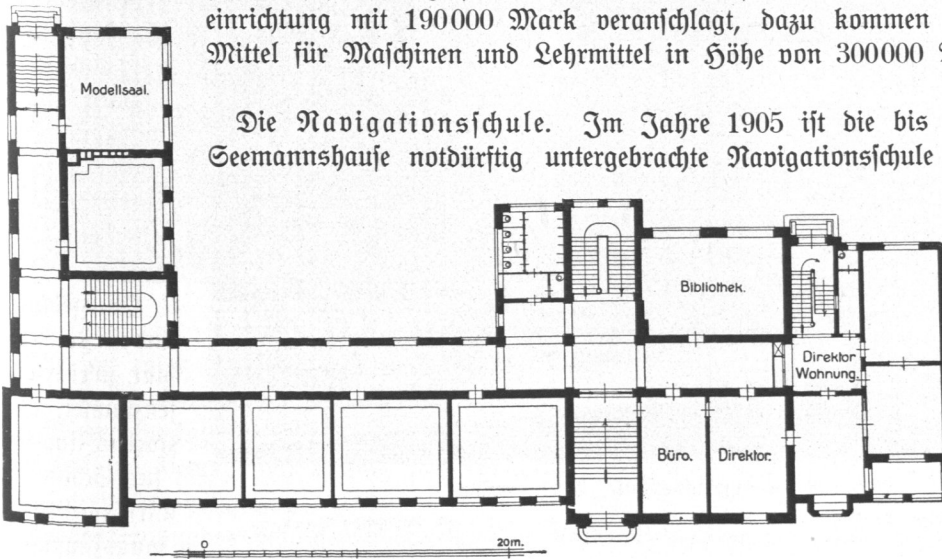 einrichtung mit 190000 Mark veranschlagt, dazu kommen
Mittel für Maschinen und Lehrmittel in Höhe von 300000
Die Navigationsschule. Im Jahre 1905 ist die bis
Seemannshause notdürftig untergebrachte Navigationsschule
Modellsaal.
Bibliothek.
Direktor
Wohnung.
Büro.
Direktor.
0
20m.